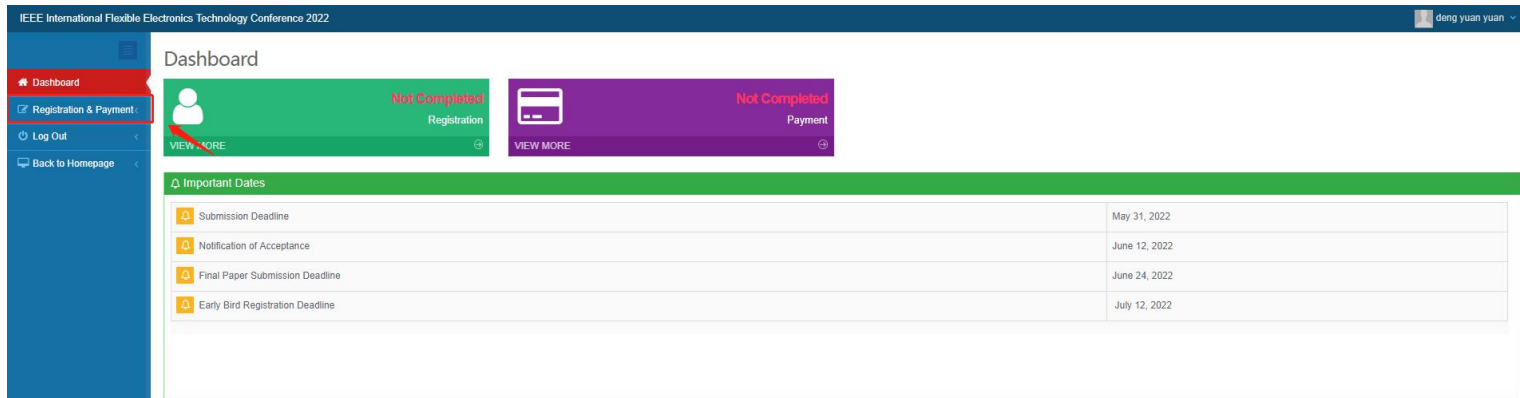 IEEE International Flexible Electronics Technology Conference 2022
deng yuan yuan
Dashboard
Registration & Payment
Log Out
Back to Homepage
Dashboard
Not Completed
Registration
VIEW MORE
Not Completed
Payment
VIEW MORE
Important Dates
Submission Deadline May 31, 2022
Notification of Acceptance June 12, 2022
Final Paper Submission Deadline June 24, 2022
Early Bird Registration Deadline July 12, 2022